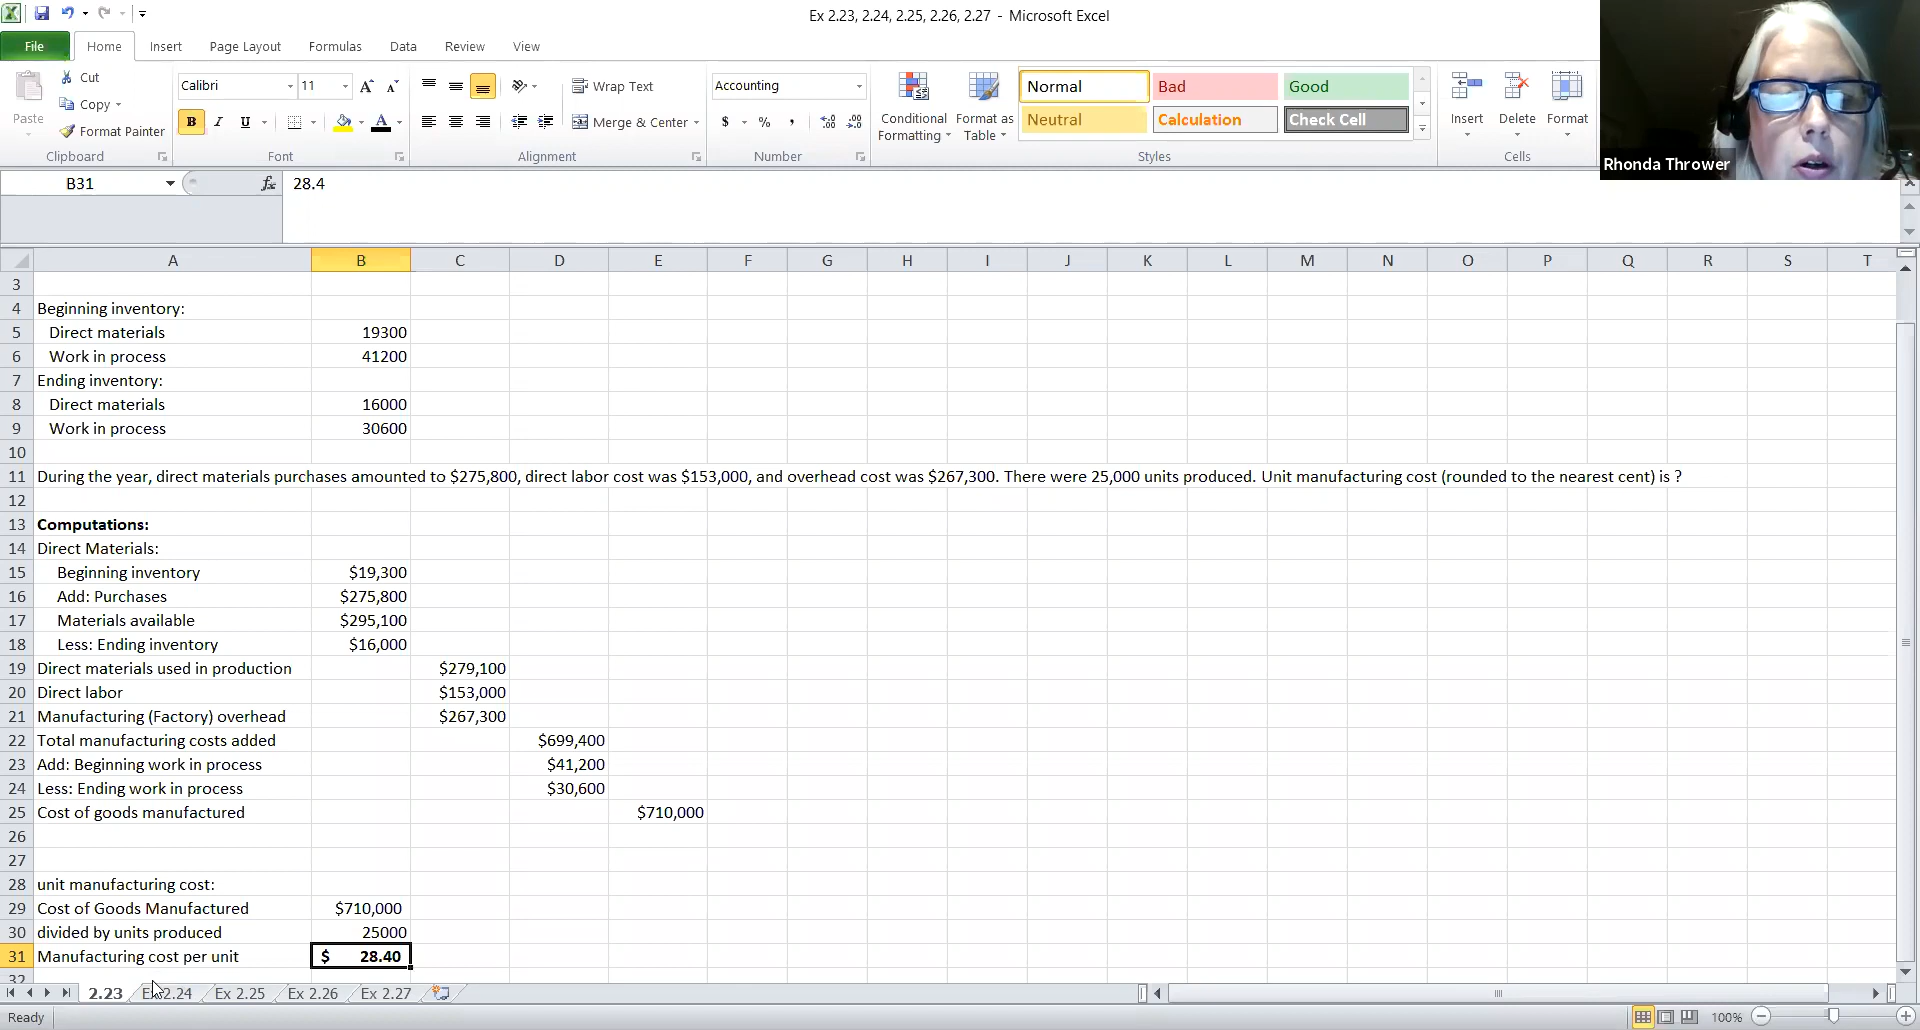 Ex 2.23, 2.24, 2.25, 2.26, 2.27 - Microsoft Excel
File Home Insert Page Layout Formulas Data Review View
Paste
Cut
Copy
Format Painter
Clipboard
Calibri 11 A A
B I U A
Font
Wrap Text
Merge & Center
Alignment
Accounting
$ % , .0 .00 .00 .0
Number
Conditional Formatting
Format as Table
Normal Bad Good
Neutral Calculation Check Cell
Styles
Insert Delete Format
Cells
Rhonda Thrower
B31 fx 28.4
A B C D E F G H I J K L M N O P Q R S T
3
4 Beginning inventory:
5 Direct materials 19300
6 Work in process 41200
7 Ending inventory:
8 Direct materials 16000
9 Work in process 30600
10
11 During the year, direct materials purchases amounted to $275,800, direct labor cost was $153,000, and overhead cost was $267,300. There were 25,000 units produced. Unit manufacturing cost (rounded to the nearest cent) is ?
12
13 Computations:
14 Direct Materials:
15 Beginning inventory $19,300
16 Add: Purchases $275,800
17 Materials available $295,100
18 Less: Ending inventory $16,000
19 Direct materials used in production $279,100
20 Direct labor $153,000
21 Manufacturing (Factory) overhead $267,300
22 Total manufacturing costs added $699,400
23 Add: Beginning work in process $41,200
24 Less: Ending work in process $30,600
25 Cost of goods manufactured $710,000
26
27
28 unit manufacturing cost:
29 Cost of Goods Manufactured $710,000
30 divided by units produced 25000
31 Manufacturing cost per unit $ 28.40
32
2.23 Ex 2.24 Ex 2.25 Ex 2.26 Ex 2.27
Ready 100%